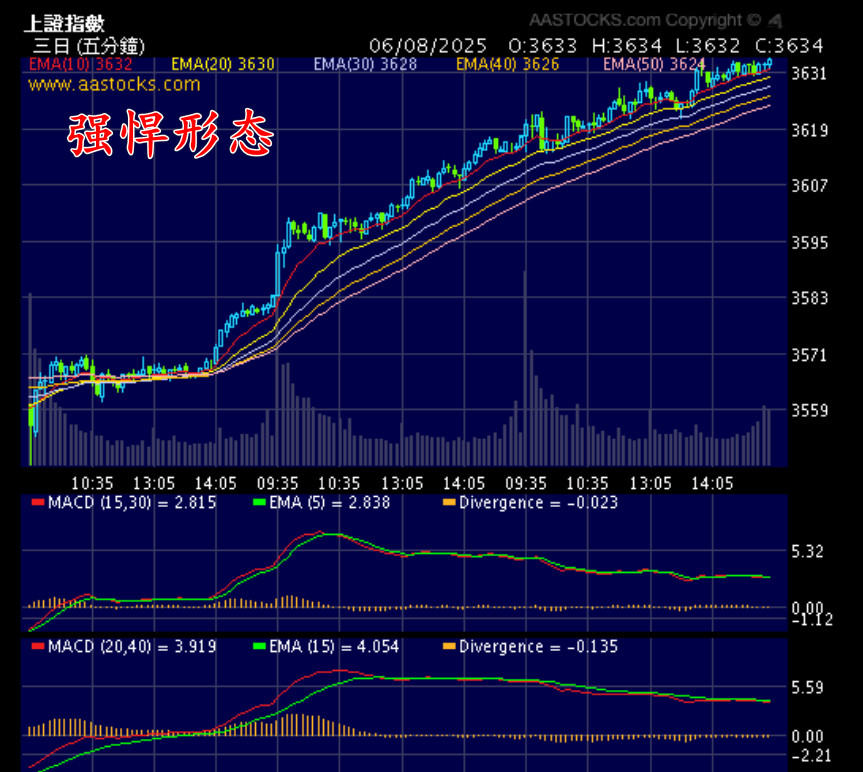 AASTOCKS.com Copyright ©
上證指數
三日 (五分鐘) 06/08/2025 O:3633 H:3634 L:3632 C:3634
EMA(10) 3632 EMA(20) 3630 EMA(30) 3628 EMA(40) 3626 EMA(50) 3624
www.aastocks.com
强悍形态
3631
3619
3607
3595
3583
3571
3559
10:35 13:05 14:05 09:35 10:35 13:05 14:05 09:35 10:35 13:05 14:05
MACD (15,30) = 2.815 EMA (5) = 2.838 Divergence = -0.023
5.32
0.00
-1.12
MACD (20,40) = 3.919 EMA (15) = 4.054 Divergence = -0.135
5.59
0.00
-2.21